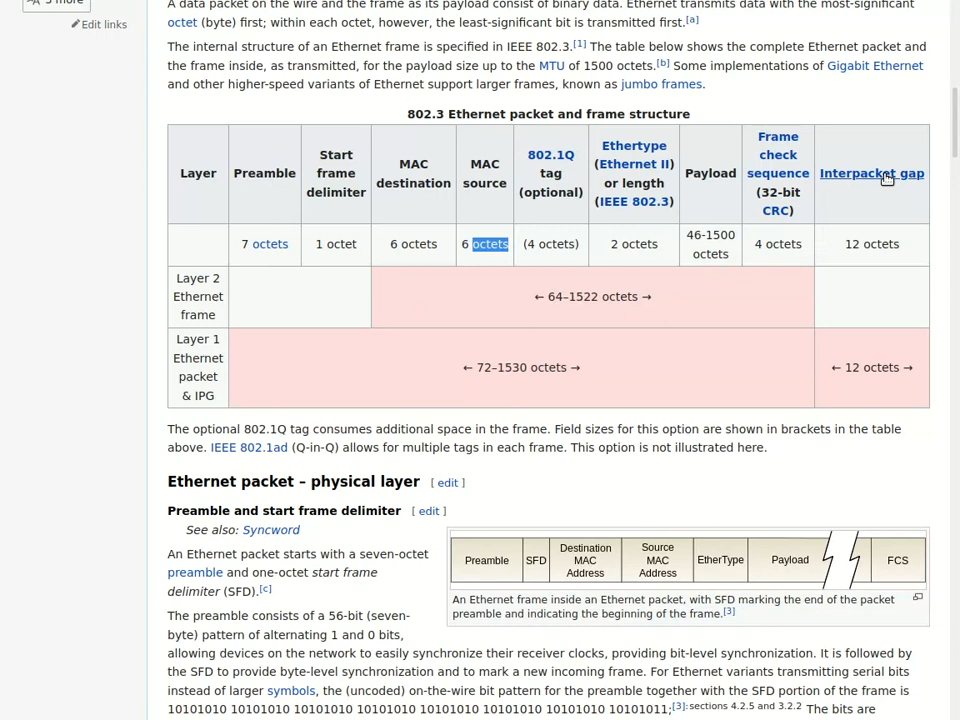 5 more
Edit links
A data packet on the wire and the frame as its payload consist of binary data. Ethernet transmits data with the most-significant
octet (byte) first; within each octet, however, the least-significant bit is transmitted first.[a]
The internal structure of an Ethernet frame is specified in IEEE 802.3.[1] The table below shows the complete Ethernet packet and
the frame inside, as transmitted, for the payload size up to the MTU of 1500 octets.[b] Some implementations of Gigabit Ethernet
and other higher-speed variants of Ethernet support larger frames, known as jumbo frames.
802.3 Ethernet packet and frame structure
Layer
Preamble
Start
frame
delimiter
MAC
destination
MAC
source
802.1Q
tag
(optional)
Ethertype
(Ethernet II)
or length
(IEEE 802.3)
Payload
Frame
check
sequence
(32-bit
CRC)
Interpacket gap
7 octets
1 octet
6 octets
6 octets
(4 octets)
2 octets
46-1500
octets
4 octets
12 octets
Layer 2
Ethernet
frame
← 64–1522 octets →
Layer 1
Ethernet
packet
& IPG
← 72–1530 octets →
← 12 octets →
The optional 802.1Q tag consumes additional space in the frame. Field sizes for this option are shown in brackets in the table
above. IEEE 802.1ad (Q-in-Q) allows for multiple tags in each frame. This option is not illustrated here.
Ethernet packet – physical layer [ edit ]
Preamble and start frame delimiter [ edit ]
See also: Syncword
An Ethernet packet starts with a seven-octet
preamble and one-octet start frame
delimiter (SFD).[c]
Preamble
SFD
Destination
MAC
Address
Source
MAC
Address
EtherType
Payload
FCS
An Ethernet frame inside an Ethernet packet, with SFD marking the end of the packet
preamble and indicating the beginning of the frame.[3]
The preamble consists of a 56-bit (seven-
byte) pattern of alternating 1 and 0 bits,
allowing devices on the network to easily synchronize their receiver clocks, providing bit-level synchronization. It is followed by
the SFD to provide byte-level synchronization and to mark a new incoming frame. For Ethernet variants transmitting serial bits
instead of larger symbols, the (uncoded) on-the-wire bit pattern for the preamble together with the SFD portion of the frame is
10101010 10101010 10101010 10101010 10101010 10101010 10101010 10101011;[3]: sections 4.2.5 and 3.2.2 The bits are